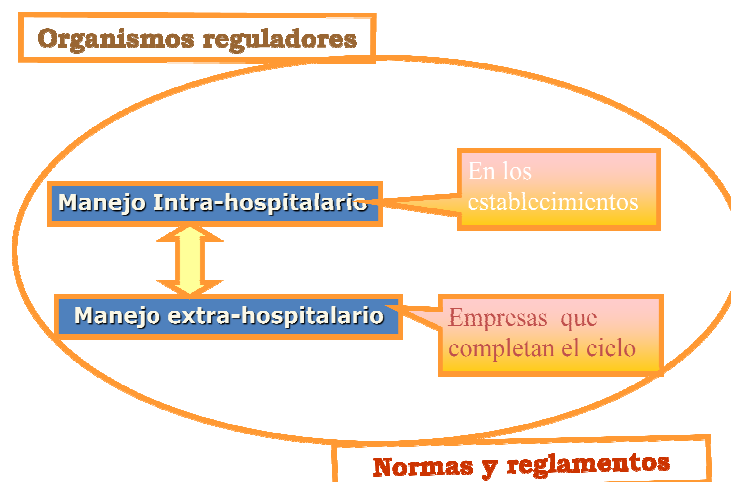 Organismos reguladores
En los
establecimientos
Manejo Intra-hospitalario
Manejo extra-hospitalario
Empresas que
completan el ciclo
Normas y reglamentos